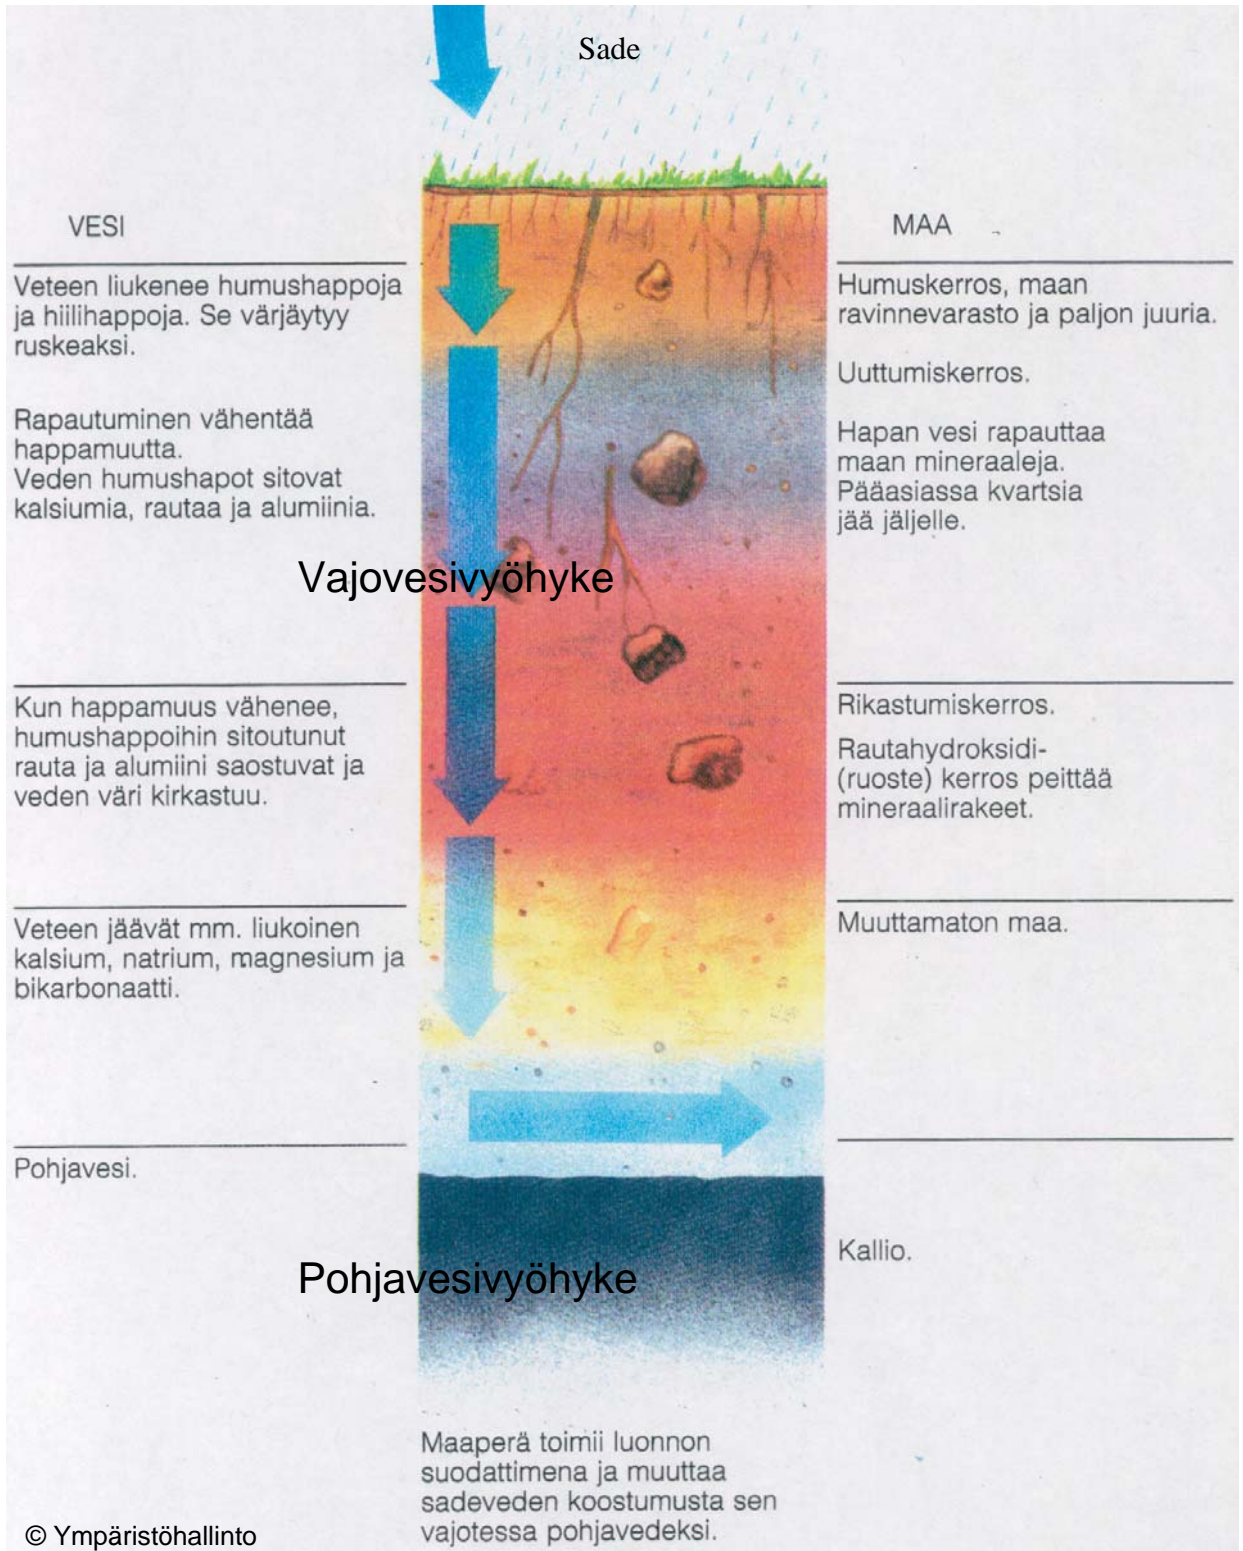 Sade
VESI
Veteen liukenee humushappoja
ja hiilihappoja. Se värjäytyy
ruskeaksi.
Rapautuminen vähentää
happamuutta.
Veden humushapot sitovat
kalsiumia, rautaa ja alumiinia.
Vajovesivyöhyke
Kun happamuus vähenee,
humushappoihin sitoutunut
rauta ja alumiini saostuvat ja
veden väri kirkastuu.
Veteen jäävät mm. liukoinen
kalsium, natrium, magnesium ja
bikarbonaatti.
Pohjavesi.
Pohjavesivyöhyke
MAA
Humuskerros, maan
ravinnevarasto ja paljon juuria.
Uuttumiskerros.
Hapan vesi rapauttaa
maan mineraaleja.
Pääasiassa kvartsia
jää jäljelle.
Rikastumiskerros.
Rautahydroksidi-
(ruoste) kerros peittää
mineraalirakeet.
Muuttamaton maa.
Kallio.
Maaperä toimii luonnon
suodattimena ja muuttaa
sadeveden koostumusta sen
vajotessa pohjavedeksi.
© Ympäristöhallinto